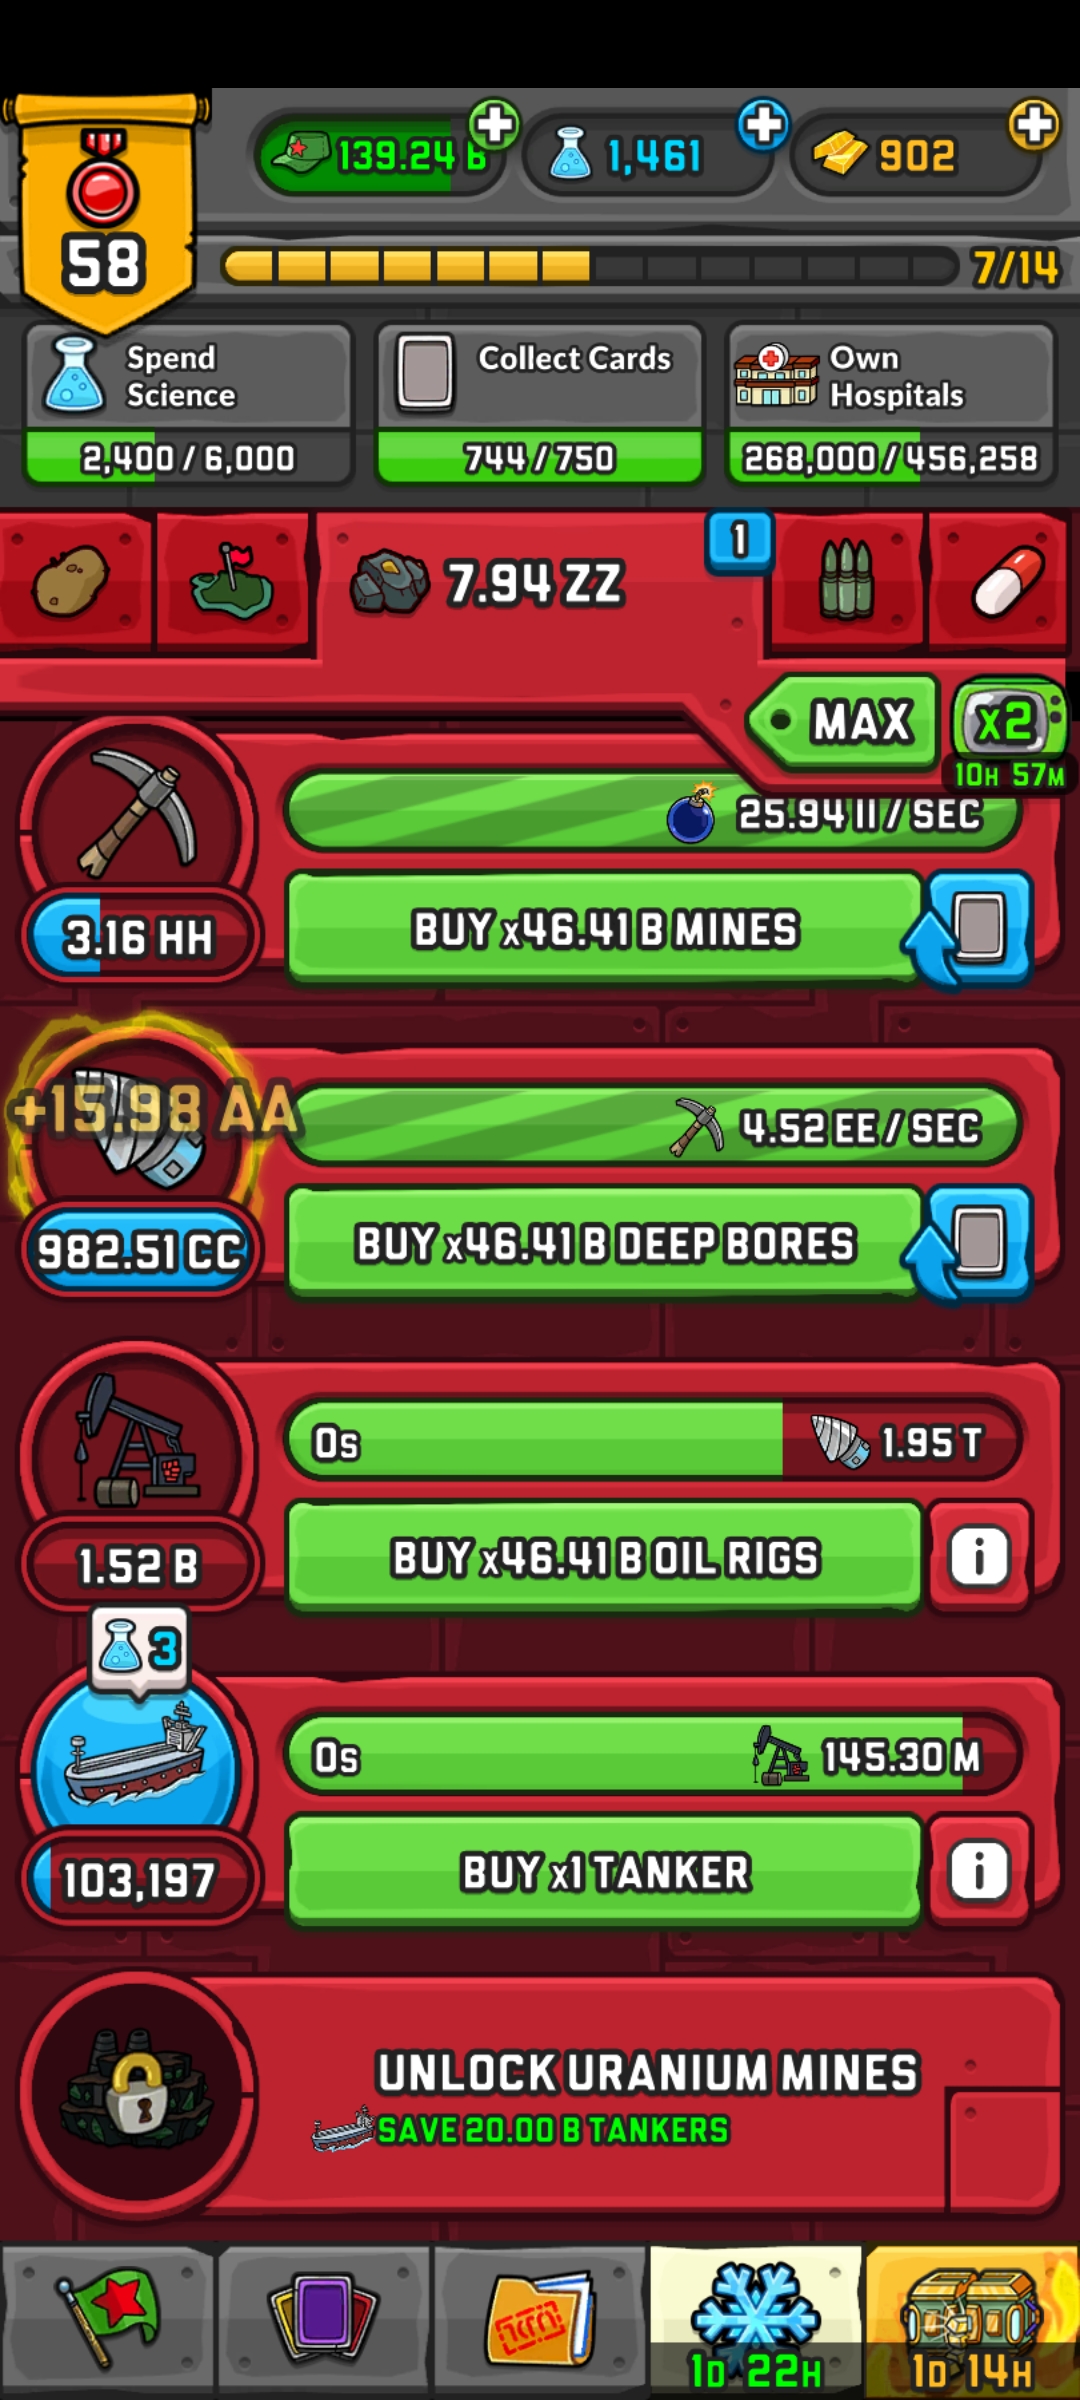 58
139.24 B
1,461
902
7/14
Spend
Science
2,400 / 6,000
Collect Cards
744 / 750
Own
Hospitals
268,000 / 456,258
7.94 ZZ
1
MAX
x2
10H 57M
25.94 II / SEC
3.16 HH
BUY x46.41 B MINES
+15.98 AA
4.52 EE / SEC
982.51 CC
BUY x46.41 B DEEP BORES
0s
1.95 T
1.52 B
BUY x46.41 B OIL RIGS
i
3
0s
145.30 M
103,197
BUY x1 TANKER
i
UNLOCK URANIUM MINES
SAVE 20.00 B TANKERS
1D 22H
1D 14H